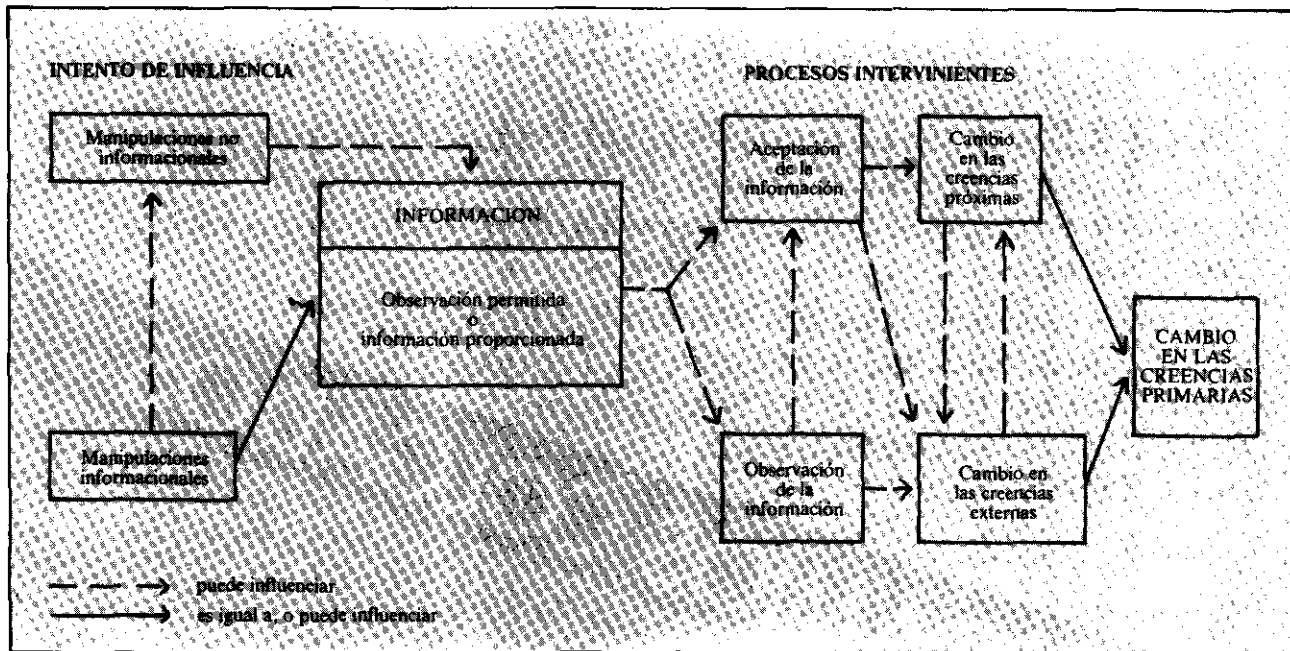 INTENTO DE INFLUENCIA
PROCESOS INTERVINIENTES
Manipulaciones no
informacionales
INFORMACION
Observación permitida
o
información proporcionada
Manipulaciones
informacionales
Aceptación
de la
información
Cambio
en las
creencias
próximas
Observación
de la
información
Cambio en
las creencias
externas
CAMBIO
EN LAS
CREENCIAS
PRIMARIAS
puede influenciar
es igual a, o puede influenciar